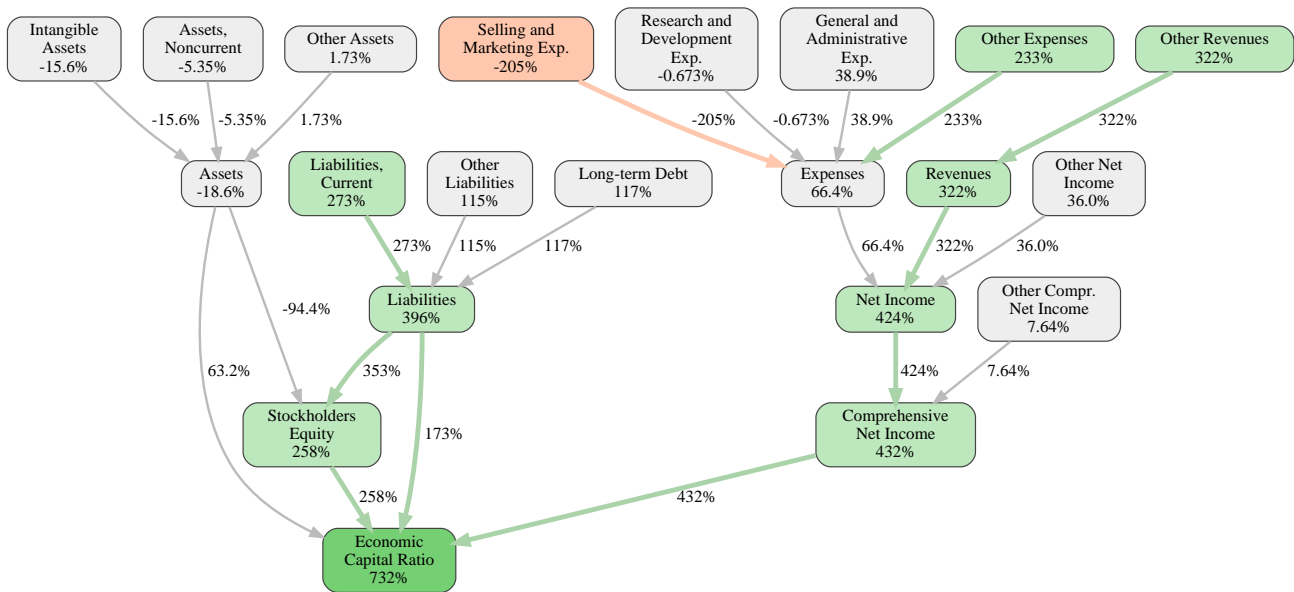 Intangible
Assets
-15.6%
Assets,
Noncurrent
-5.35%
Other Assets
1.73%
Selling and
Marketing Exp.
-205%
Research and
Development
Exp.
-0.673%
General and
Administrative
Exp.
38.9%
Other Expenses
233%
Other Revenues
322%
-15.6%
-5.35%
1.73%
-205%
-0.673%
38.9%
233%
322%
Assets
-18.6%
Liabilities,
Current
273%
Other
Liabilities
115%
Long-term Debt
117%
Expenses
66.4%
Revenues
322%
Other Net
Income
36.0%
273%
115%
117%
66.4%
322%
36.0%
-94.4%
Liabilities
396%
Net Income
424%
Other Compr.
Net Income
7.64%
63.2%
353%
424%
7.64%
Stockholders
Equity
258%
173%
Comprehensive
Net Income
432%
258%
432%
Economic
Capital Ratio
732%